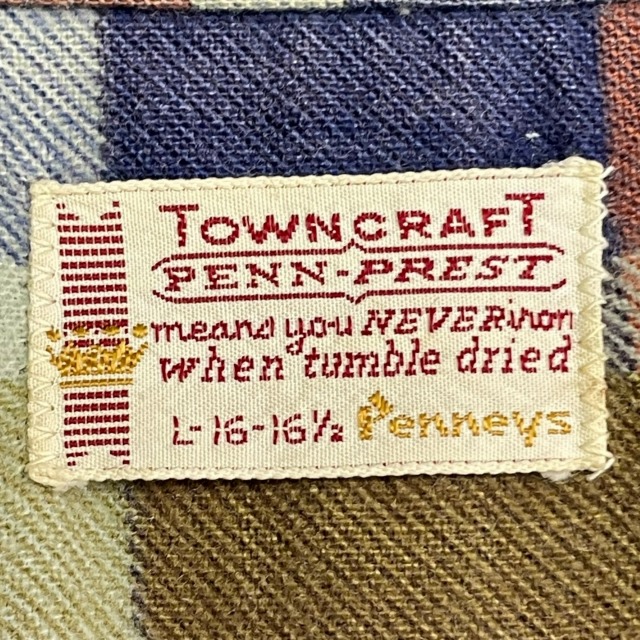 TOWNCRAFT
PENN-PREST
means you NEVER iron
when tumble dried
L-16-16½ Penneys